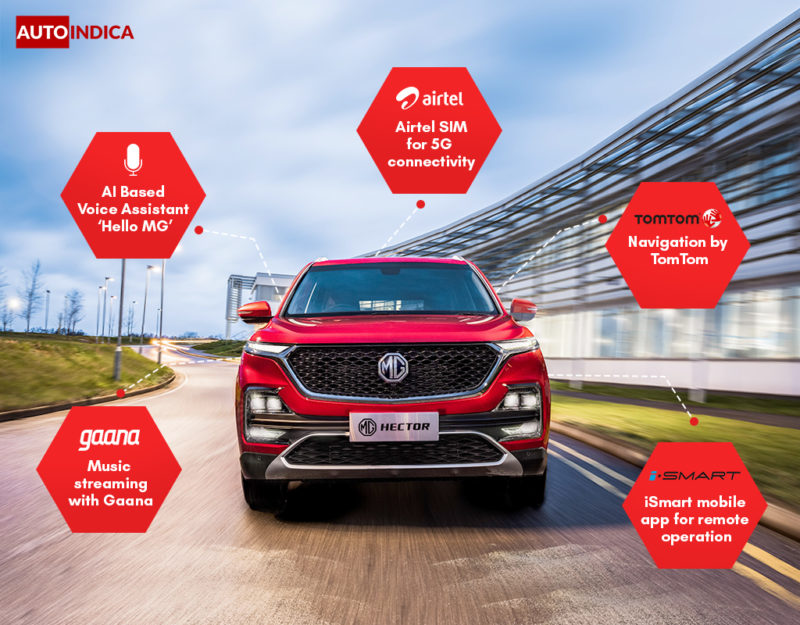 AUTOINDICA
airtel
Airtel SIM
for 5G
connectivity
AI Based
Voice Assistant
‘Hello MG’
TOMTOM
Navigation by
TomTom
MG
MG HECTOR
gaana
Music
streaming
with Gaana
i-SMART
iSmart mobile
app for remote
operation